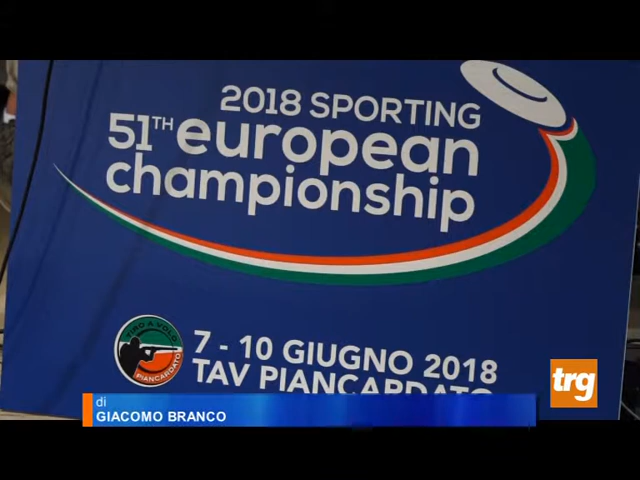 2018 SPORTING
51TH european
championship
TIRO A VOLO
PIANCARDATO
7 - 10 GIUGNO 2018
TAV PIANCARDATO
di
GIACOMO BRANCO
trg